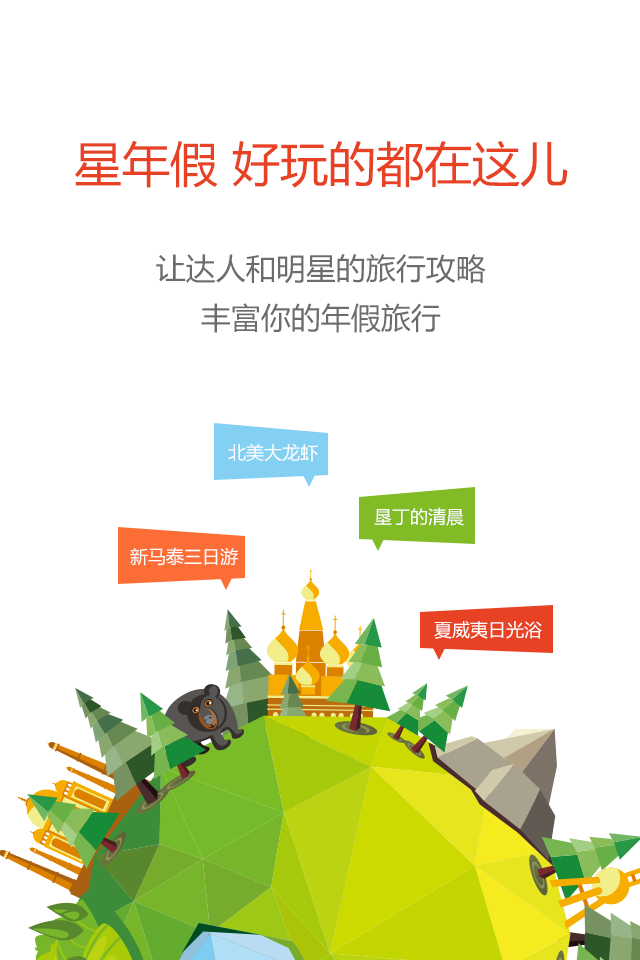 星年假 好玩的都在这儿
让达人和明星的旅行攻略
丰富你的年假旅行
北美大龙虾
垦丁的清晨
新马泰三日游
夏威夷日光浴